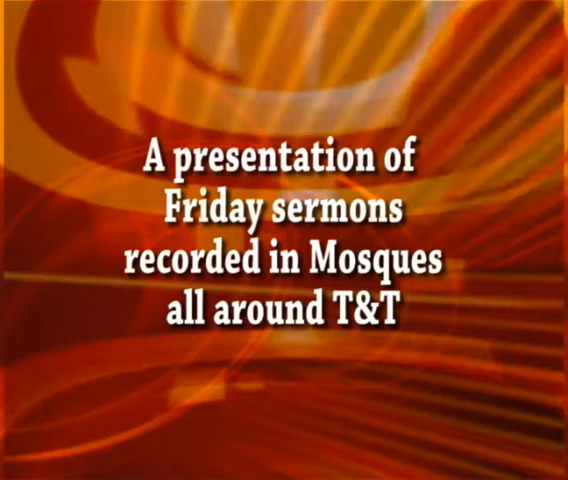 A presentation of
Friday sermons
recorded in Mosques
all around T&T